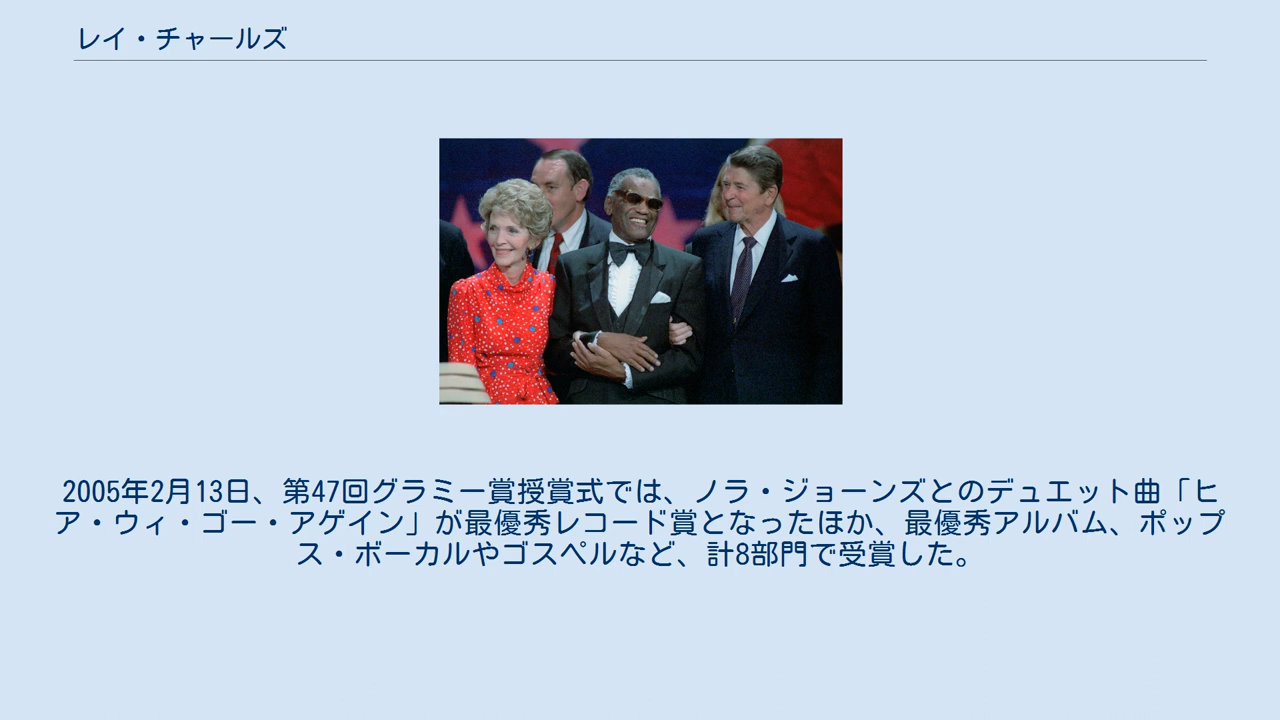 レイ・チャールズ
2005年2月13日、第47回グラミー賞授賞式では、ノラ・ジョーンズとのデュエット曲「ヒ
ア・ウィ・ゴー・アゲイン」が最優秀レコード賞となったほか、最優秀アルバム、ポップ
ス・ボーカルやゴスペルなど、計8部門で受賞した。